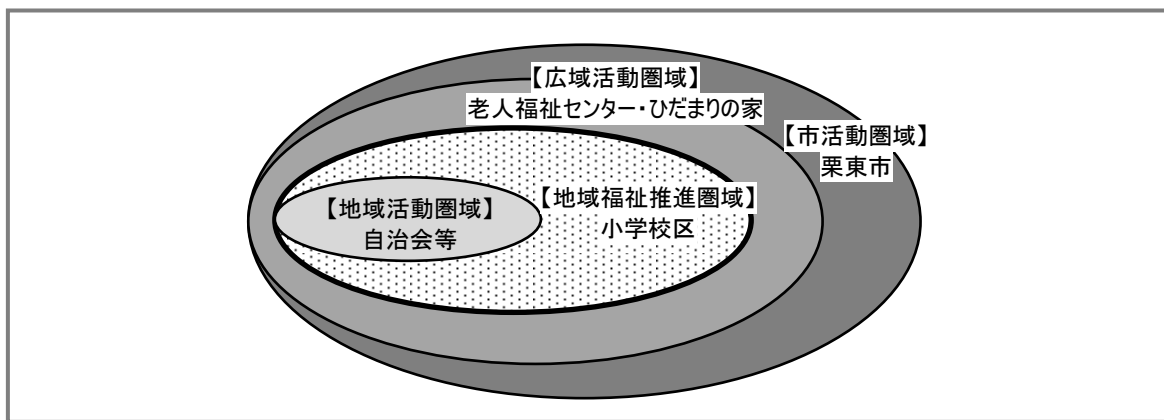 【広域活動圏域】
老人福祉センター・ひだまりの家
【市活動圏域】
栗東市
【地域福祉推進圏域】
小学校区
【地域活動圏域】
自治会等